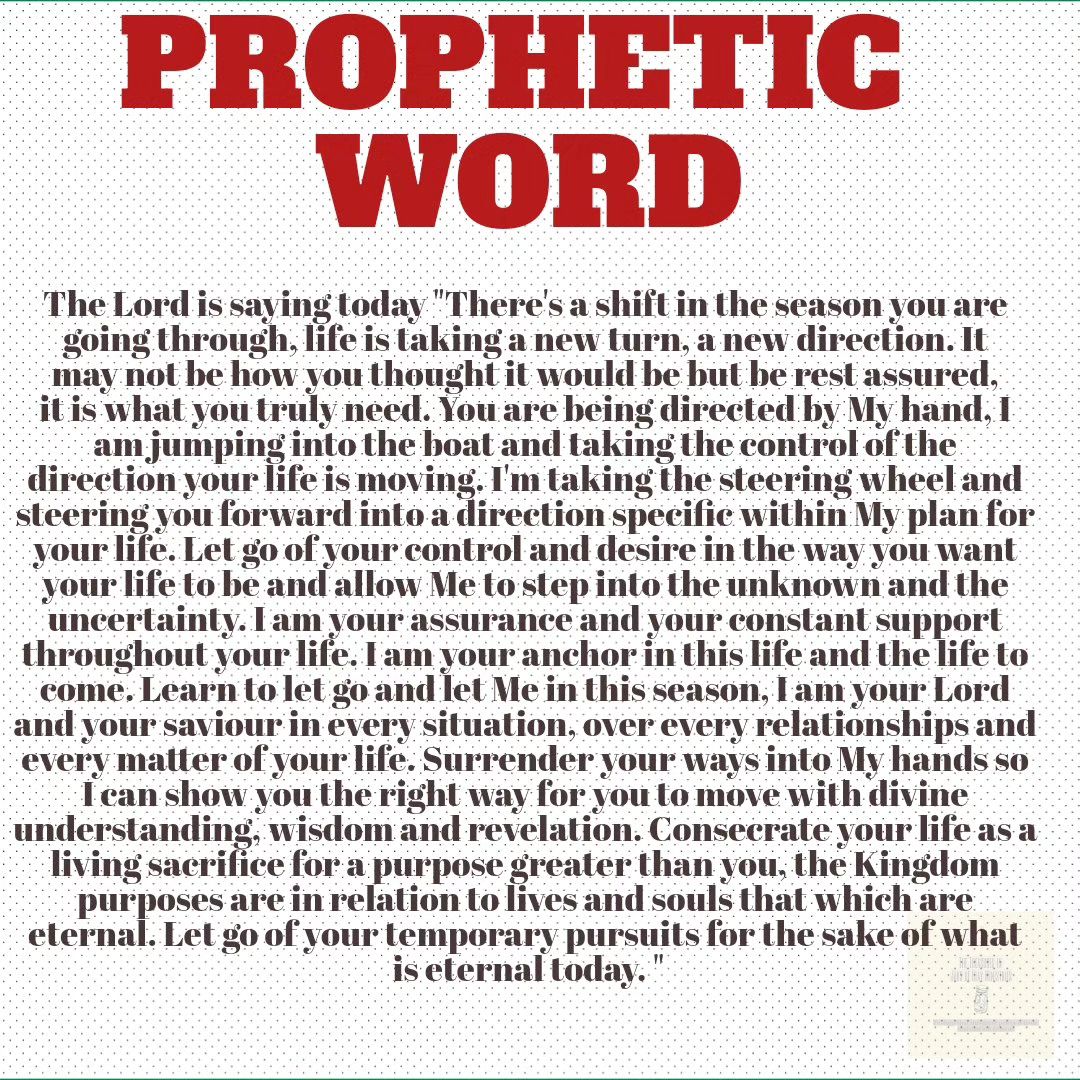 PROPHETIC
WORD
The Lord is saying today "There's a shift in the season you are
going through, life is taking a new turn, a new direction. It
may not be how you thought it would be but be rest assured,
it is what you truly need. You are being directed by My hand, I
am jumping into the boat and taking the control of the
direction your life is moving. I'm taking the steering wheel and
steering you forward into a direction specific within My plan for
your life. Let go of your control and desire in the way you want
your life to be and allow Me to step into the unknown and the
uncertainty. I am your assurance and your constant support
throughout your life. I am your anchor in this life and the life to
come. Learn to let go and let Me in this season, I am your Lord
and your saviour in every situation, over every relationships and
every matter of your life. Surrender your ways into My hands so
I can show you the right way for you to move with divine
understanding, wisdom and revelation. Consecrate your life as a
living sacrifice for a purpose greater than you, the Kingdom
purposes are in relation to lives and souls that which are
eternal. Let go of your temporary pursuits for the sake of what
is eternal today. "